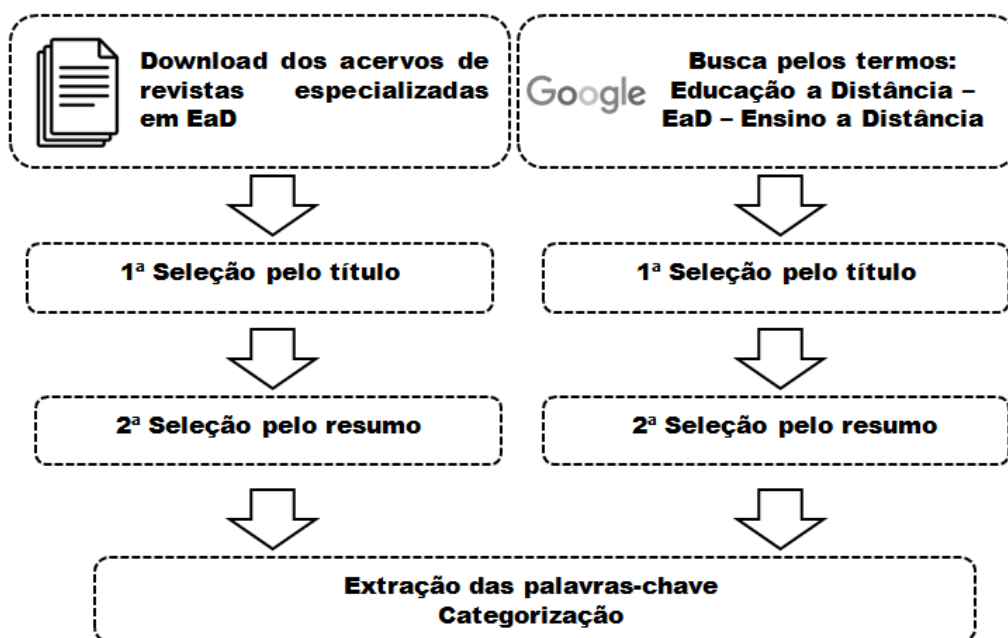 Download dos acervos de
revistas especializadas
em EaD
Google
Busca pelos termos:
Educação a Distância –
EaD – Ensino a Distância
1ª Seleção pelo título
1ª Seleção pelo título
2ª Seleção pelo resumo
2ª Seleção pelo resumo
Extração das palavras-chave
Categorização